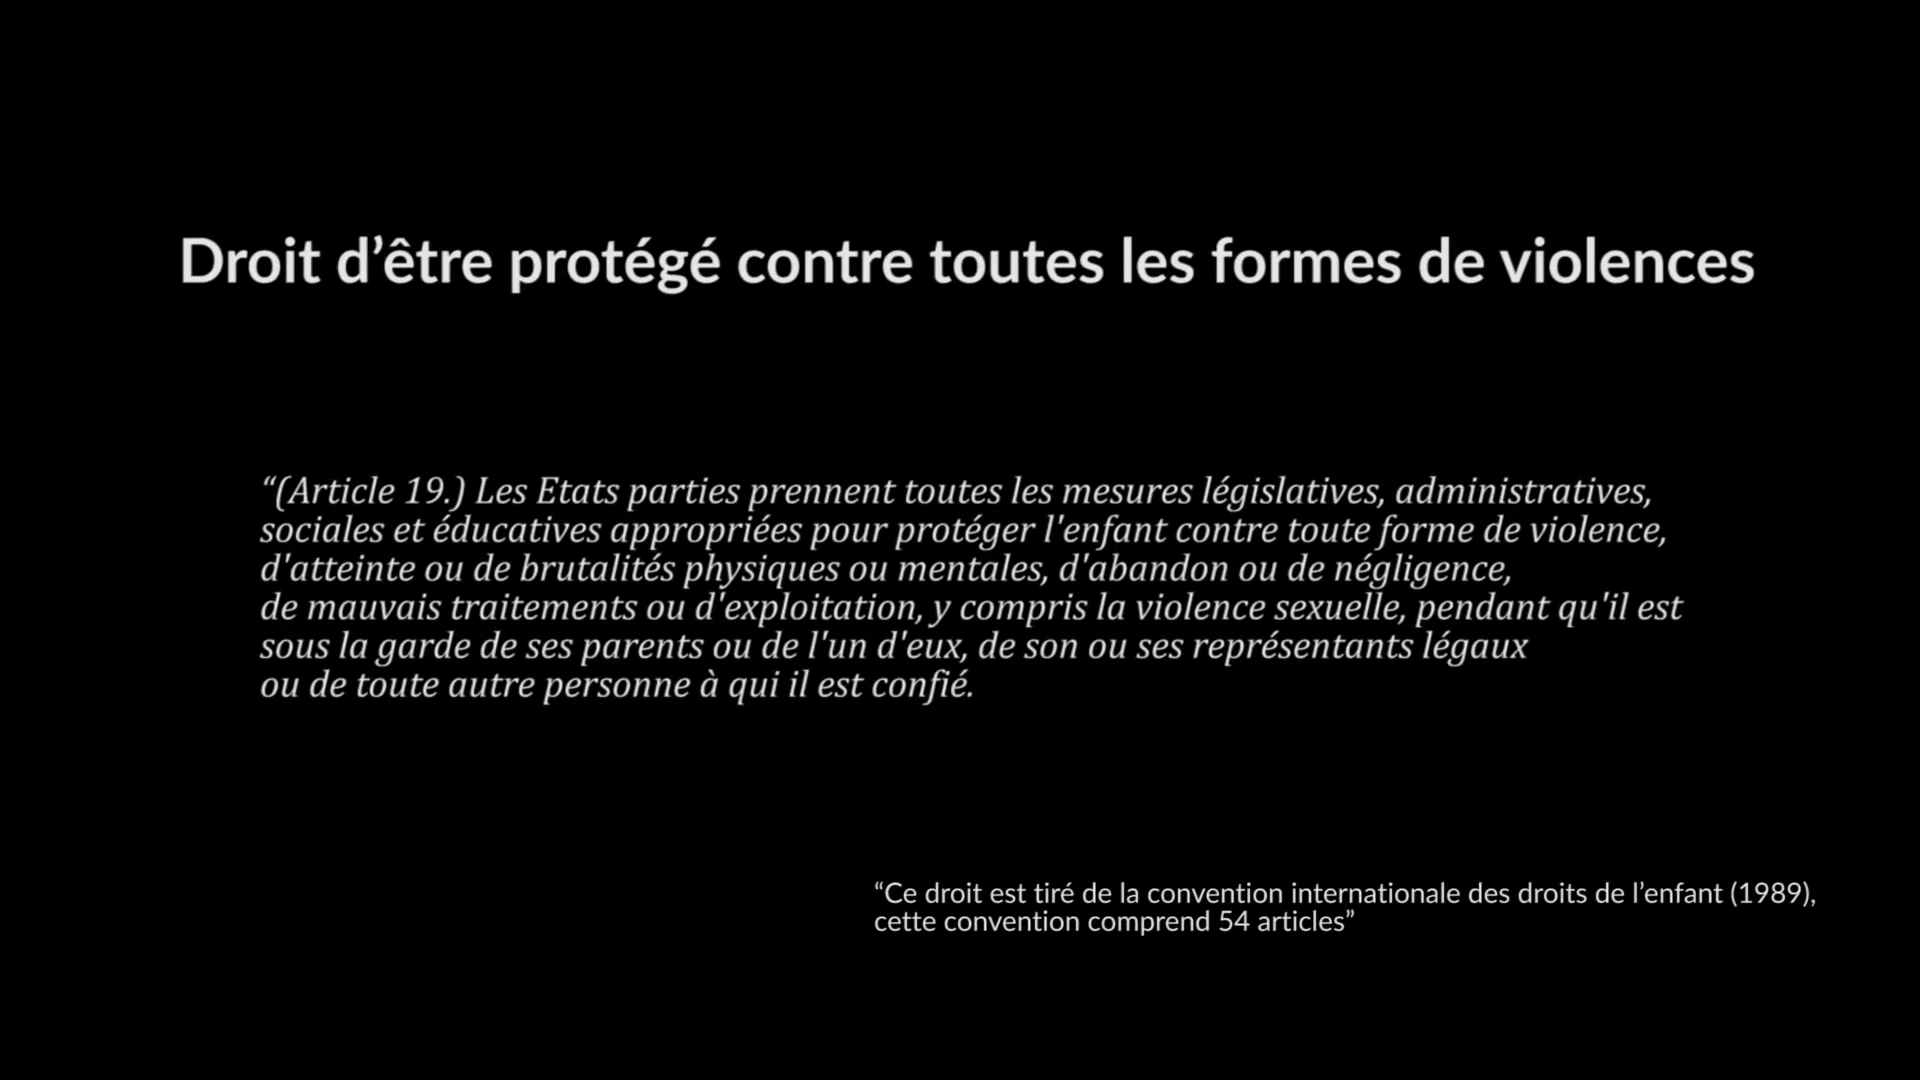 Droit d’être protégé contre toutes les formes de violences
“(Article 19.) Les Etats parties prennent toutes les mesures législatives, administratives,
sociales et éducatives appropriées pour protéger l'enfant contre toute forme de violence,
d'atteinte ou de brutalités physiques ou mentales, d'abandon ou de négligence,
de mauvais traitements ou d'exploitation, y compris la violence sexuelle, pendant qu'il est
sous la garde de ses parents ou de l'un d'eux, de son ou ses représentants légaux
ou de toute autre personne à qui il est confié.
“Ce droit est tiré de la convention internationale des droits de l’enfant (1989),
cette convention comprend 54 articles”